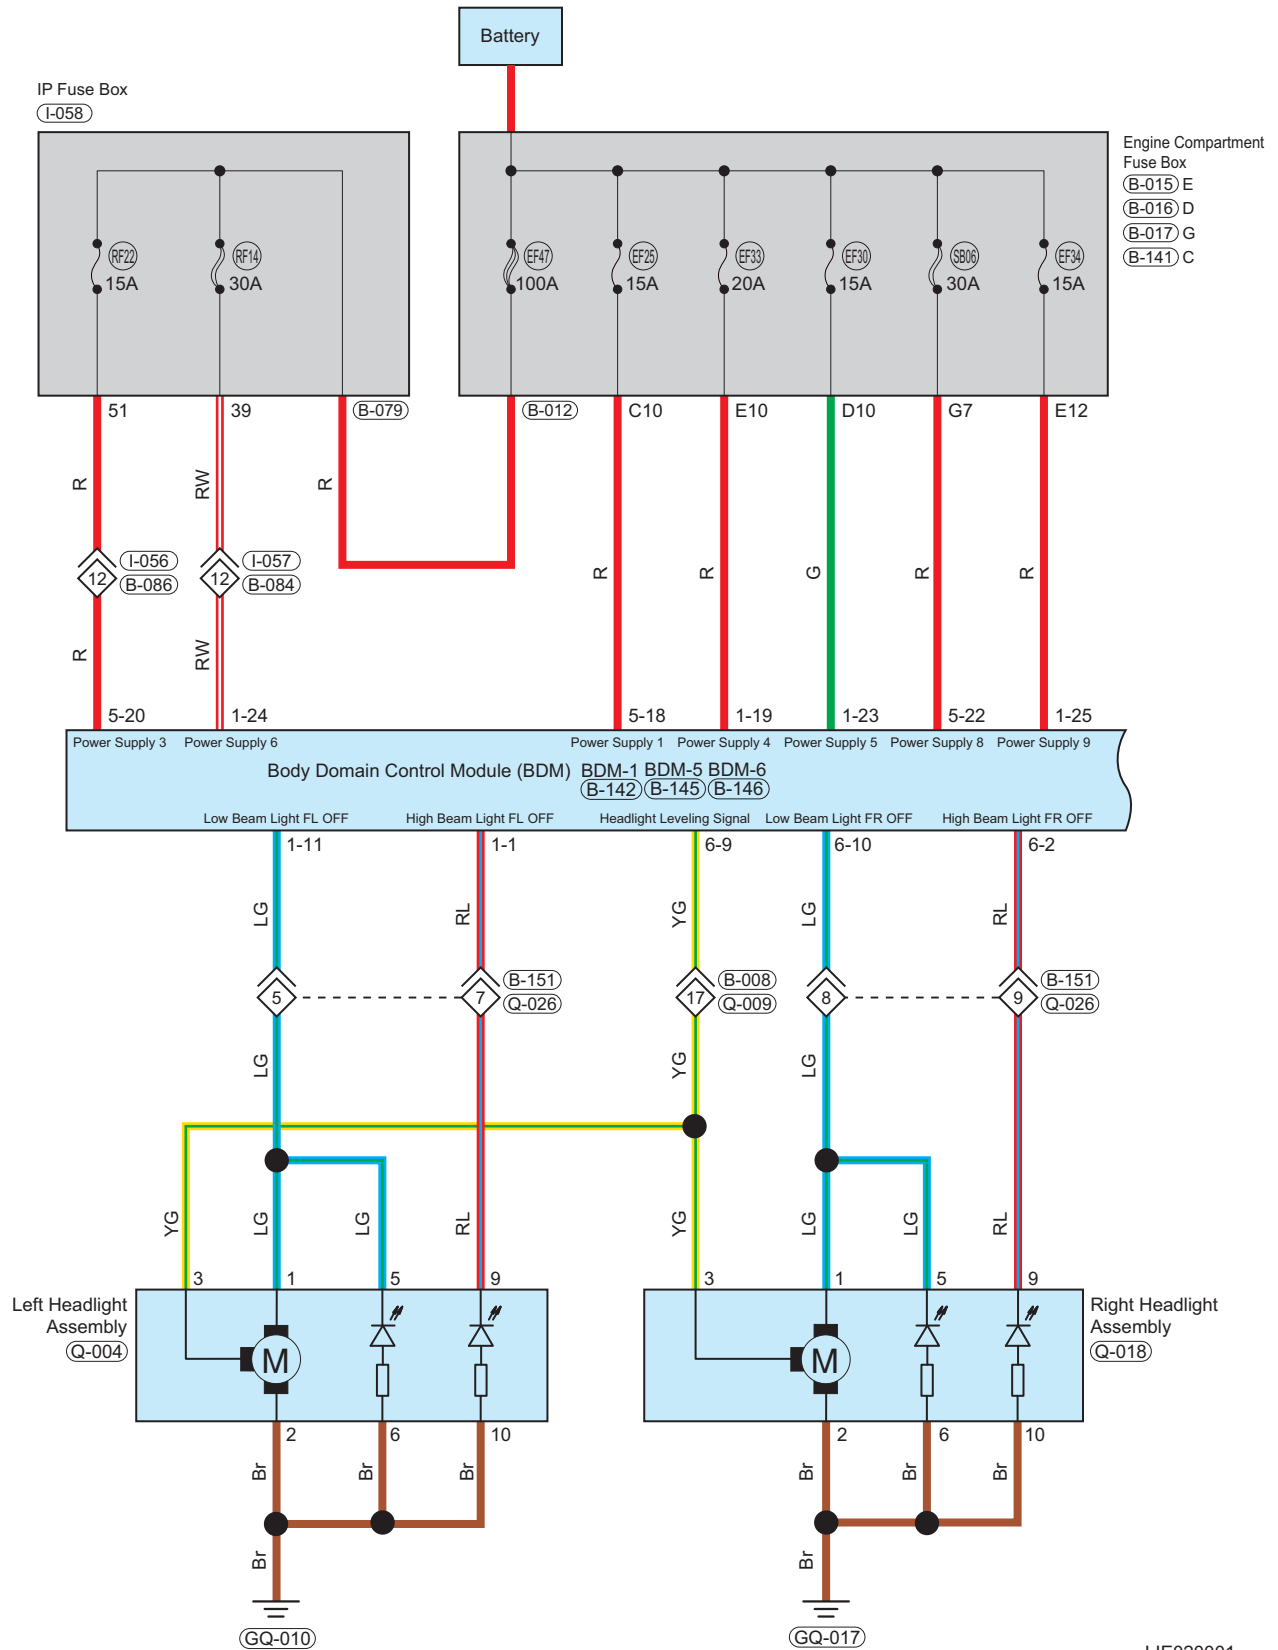 Battery
IP Fuse Box
I-058
Engine Compartment
Fuse Box
B-015 E
B-016 D
B-017 G
B-141 C
RF22
15A
RF14
30A
EF47
100A
EF25
15A
EF33
20A
EF30
15A
SB06
30A
EF34
15A
51
39
B-079
B-012
C10
E10
D10
G7
E12
R
RW
R
I-056
12
B-086
I-057
12
B-084
R
R
G
R
R
R
RW
5-20
1-24
5-18
1-19
1-23
5-22
1-25
Power Supply 3
Power Supply 6
Power Supply 1
Power Supply 4
Power Supply 5
Power Supply 8
Power Supply 9
Body Domain Control Module (BDM)
BDM-1 BDM-5 BDM-6
B-142 B-145 B-146
Low Beam Light FL OFF
High Beam Light FL OFF
Headlight Leveling Signal
Low Beam Light FR OFF
High Beam Light FR OFF
1-11
1-1
6-9
6-10
6-2
LG
RL
YG
LG
RL
5
7
B-151
Q-026
17
B-008
Q-009
8
9
B-151
Q-026
LG
YG
LG
YG
LG
LG
RL
YG
LG
LG
RL
3
1
5
9
3
1
5
9
Left Headlight
Assembly
Q-004
M
M
Right Headlight
Assembly
Q-018
2
6
10
2
6
10
Br
Br
Br
Br
Br
Br
Br
Br
GQ-010
GQ-017